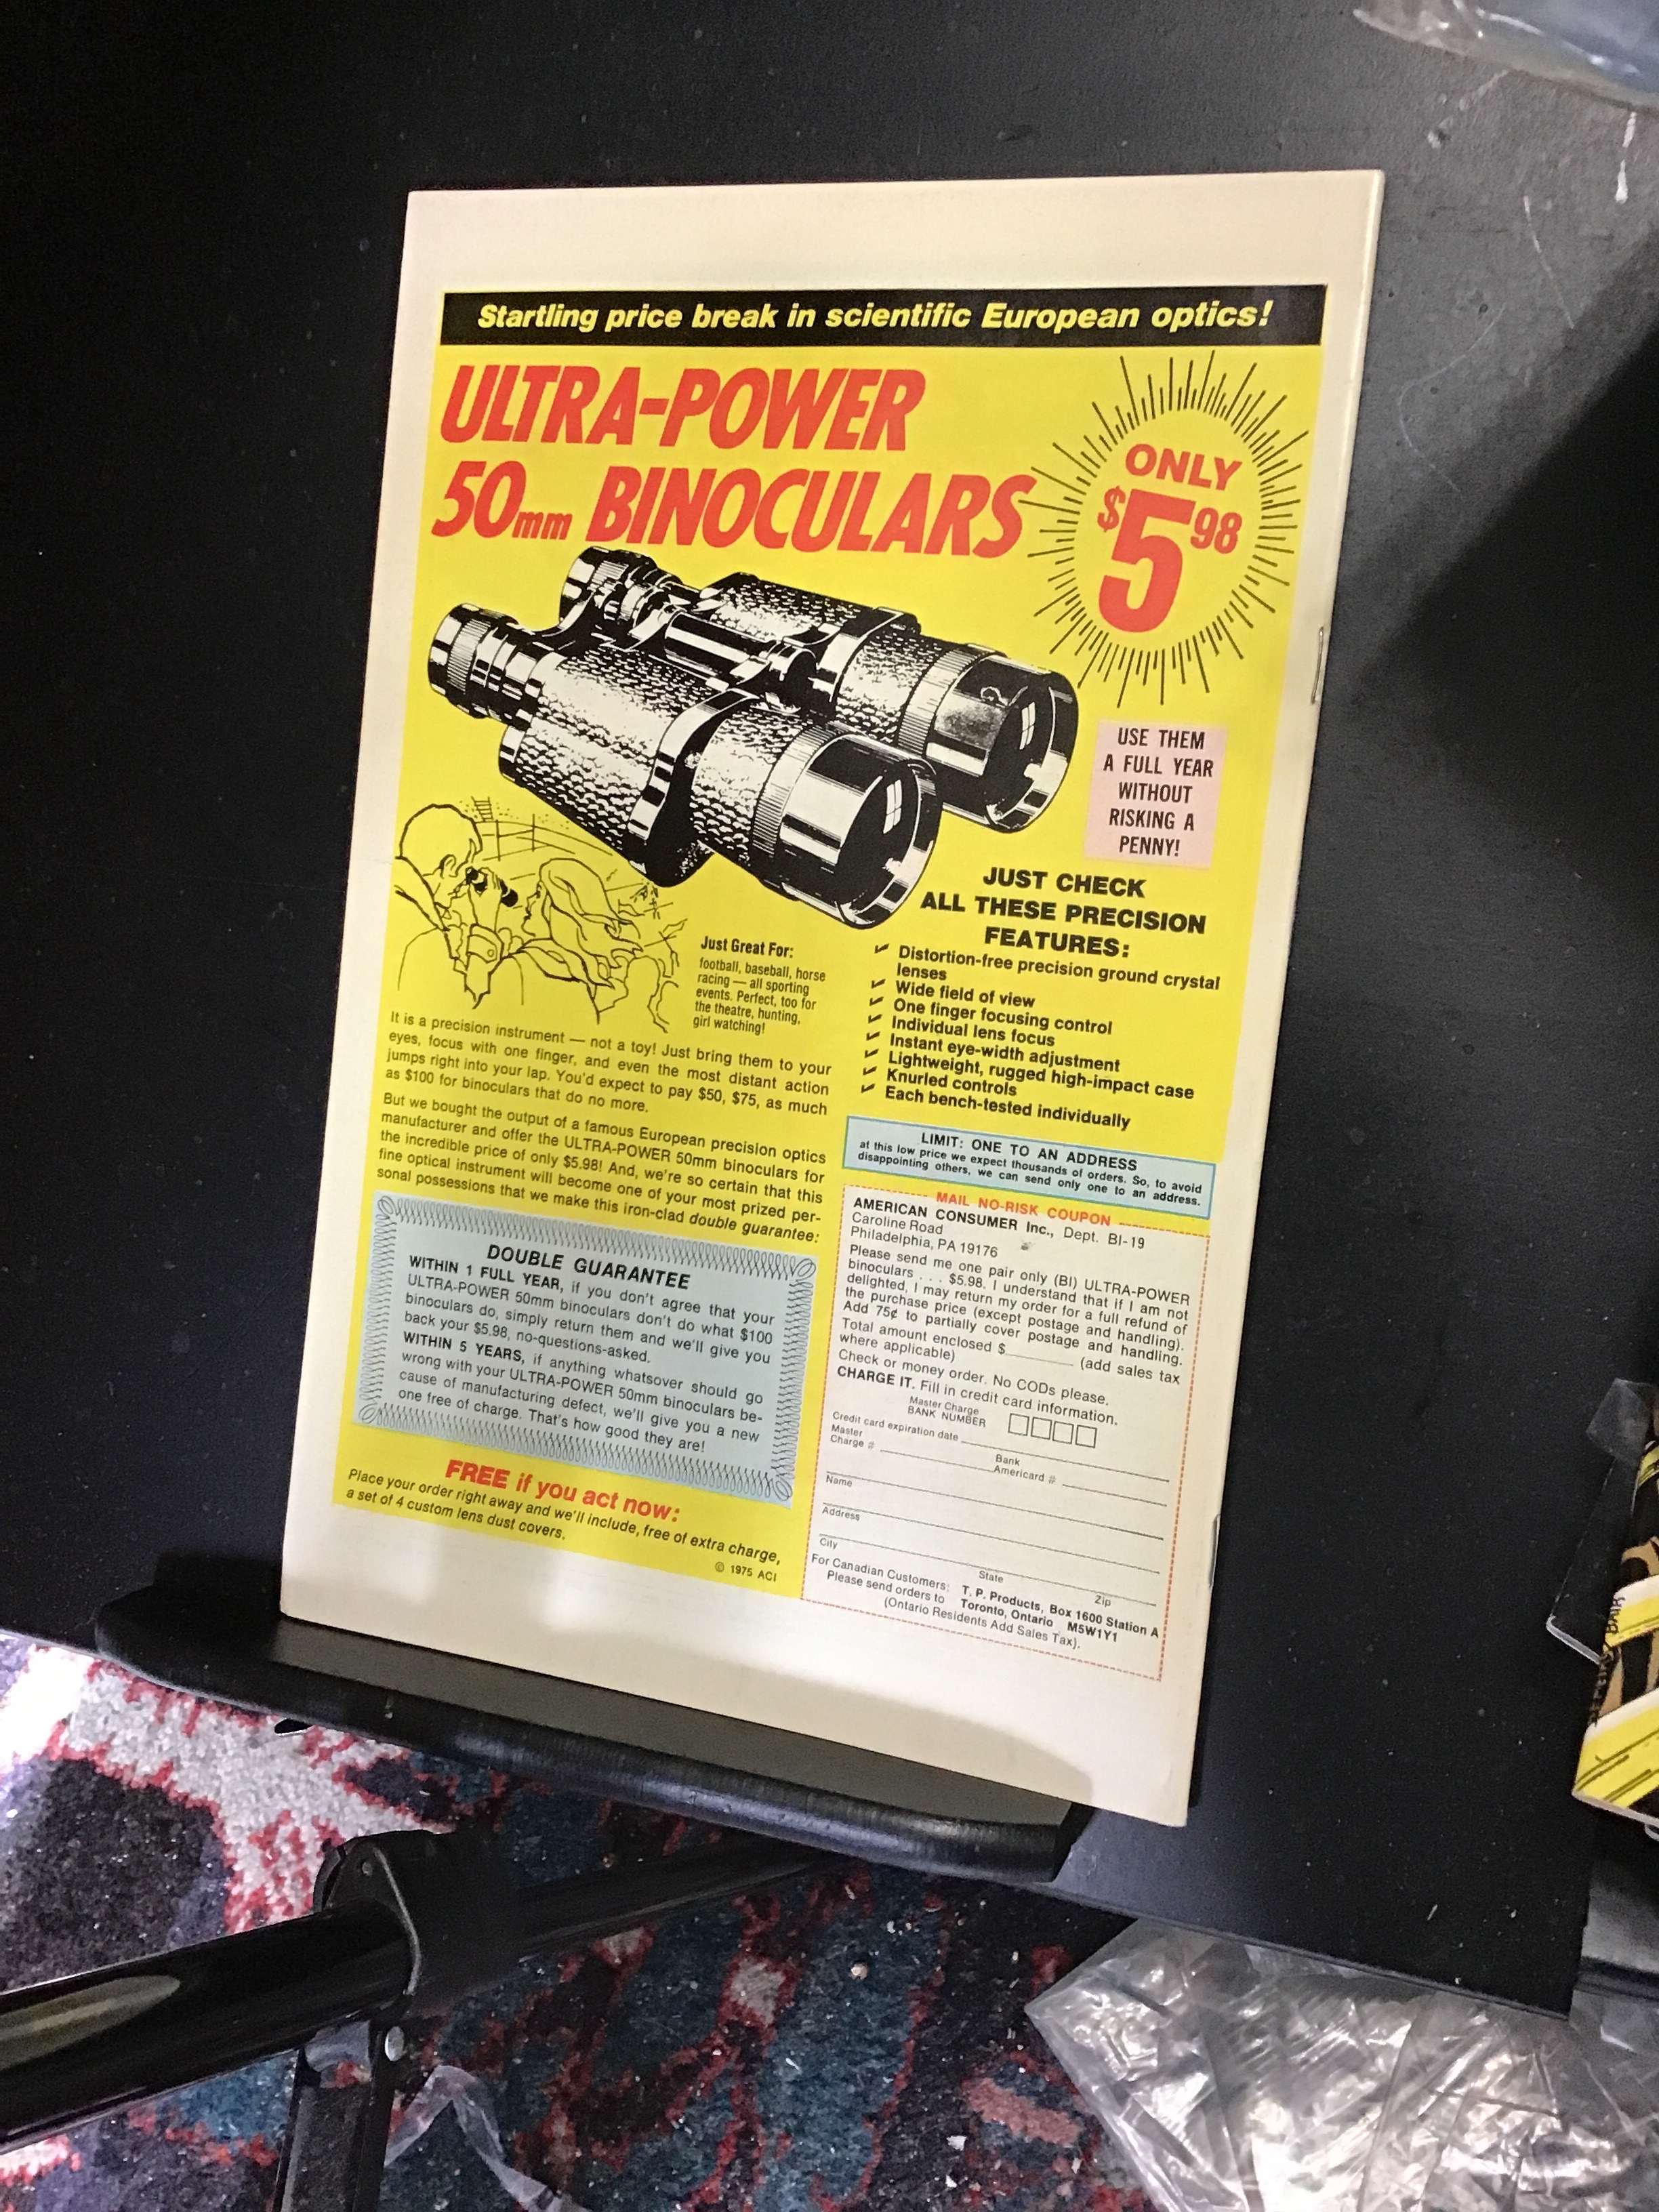 Startling price break in scientific European optics!
ULTRA-POWER
50mm BINOCULARS
ONLY
$5 98
USE THEM
A FULL YEAR
WITHOUT
RISKING A
PENNY!
JUST CHECK
ALL THESE PRECISION
FEATURES:
Distortion-free precision ground crystal
lenses
Wide field of view
One finger focusing control
Individual lens focus
Instant eye-width adjustment
Lightweight, rugged high-impact case
Knurled controls
Each bench-tested individually
Just Great For:
football, baseball, horse
racing — all sporting
events. Perfect, too for
the theatre, hunting,
girl watching!
It is a precision instrument — not a toy! Just bring them to your
eyes, focus with one finger, and even the most distant action
jumps right into your lap. You'd expect to pay $50, $75, as much
as $100 for binoculars that do no more.
But we bought the output of a famous European precision optics
manufacturer and offer the ULTRA-POWER 50mm binoculars for
the incredible price of only $5.98! And, we're so certain that this
fine optical instrument will become one of your most prized per-
sonal possessions that we make this iron-clad double guarantee:
DOUBLE GUARANTEE
WITHIN 1 FULL YEAR, if you don't agree that your
ULTRA-POWER 50mm binoculars don't do what $100
binoculars do, simply return them and we'll give you
back your $5.98, no-questions-asked.
WITHIN 5 YEARS, if anything whatsover should go
wrong with your ULTRA-POWER 50mm binoculars be-
cause of manufacturing defect, we'll give you a new
one free of charge. That's how good they are!
FREE if you act now:
Place your order right away and we'll include, free of extra charge,
a set of 4 custom lens dust covers.
© 1975 ACI
LIMIT: ONE TO AN ADDRESS
at this low price we expect thousands of orders. So, to avoid
disappointing others, we can send only one to an address.
MAIL NO-RISK COUPON
AMERICAN CONSUMER Inc., Dept. BI-19
Caroline Road
Philadelphia, PA 19176
Please send me one pair only (BI) ULTRA-POWER
binoculars . . . $5.98. I understand that if I am not
delighted, I may return my order for a full refund of
the purchase price (except postage and handling).
Add 75¢ to partially cover postage and handling.
Total amount enclosed $________ (add sales tax
where applicable)
Check or money order. No CODs please.
CHARGE IT. Fill in credit card information.
Master Charge
BANK NUMBER
Credit card expiration date
Master
Charge #
Bank
Americard #
Name
Address
City
State
Zip
For Canadian Customers: T. P. Products, Box 1600 Station A
Please send orders to Toronto, Ontario M5W1Y1
(Ontario Residents Add Sales Tax).